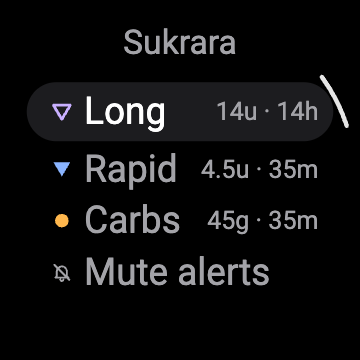 Sukrara
Long 14u · 14h
Rapid 4.5u · 35m
Carbs 45g · 35m
Mute alerts